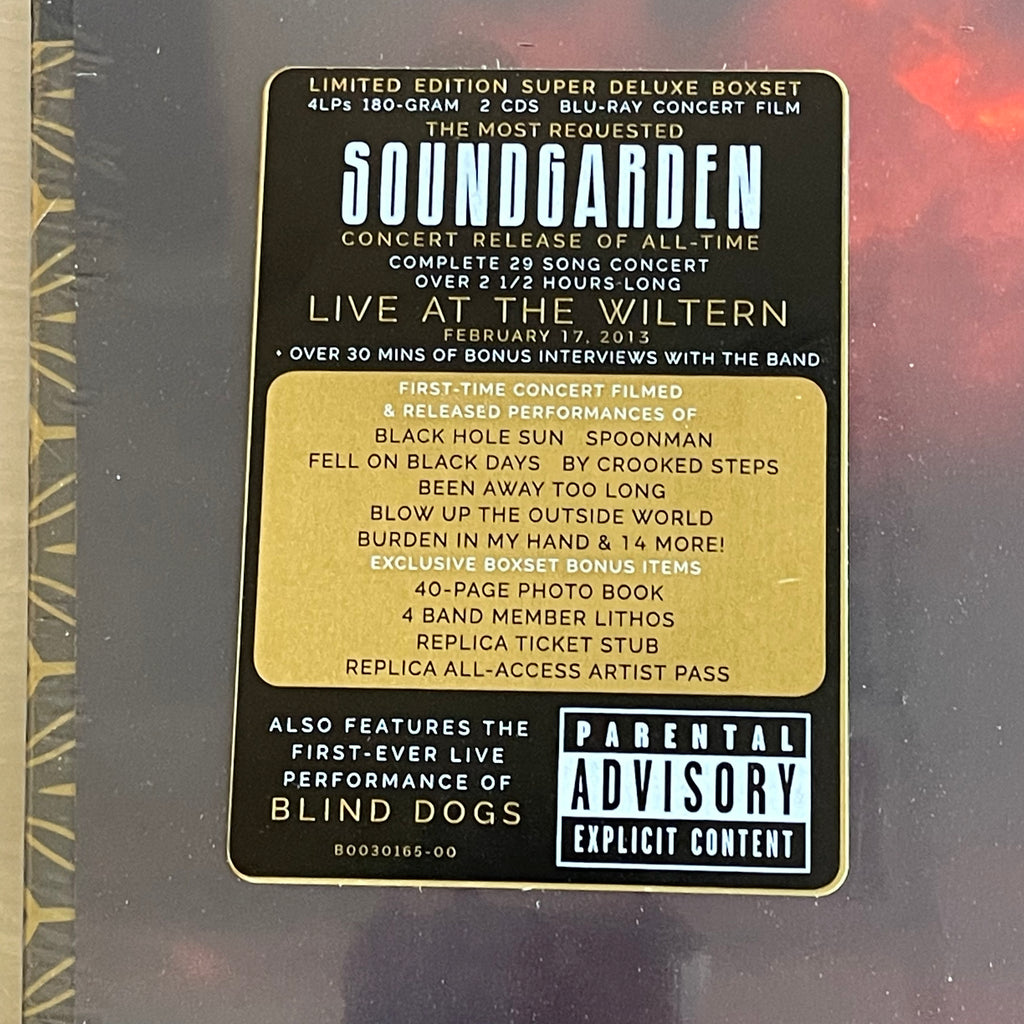 LIMITED EDITION SUPER DELUXE BOXSET
4LPs 180-GRAM 2 CDS BLU-RAY CONCERT FILM
THE MOST REQUESTED
SOUNDGARDEN
CONCERT RELEASE OF ALL-TIME
COMPLETE 29 SONG CONCERT
OVER 2 1/2 HOURS-LONG
LIVE AT THE WILTERN
FEBRUARY 17, 2013
• OVER 30 MINS OF BONUS INTERVIEWS WITH THE BAND
FIRST-TIME CONCERT FILMED
& RELEASED PERFORMANCES OF
BLACK HOLE SUN SPOONMAN
FELL ON BLACK DAYS BY CROOKED STEPS
BEEN AWAY TOO LONG
BLOW UP THE OUTSIDE WORLD
BURDEN IN MY HAND & 14 MORE!
EXCLUSIVE BOXSET BONUS ITEMS
40-PAGE PHOTO BOOK
4 BAND MEMBER LITHOS
REPLICA TICKET STUB
REPLICA ALL-ACCESS ARTIST PASS
ALSO FEATURES THE
FIRST-EVER LIVE
PERFORMANCE OF
BLIND DOGS
B0030165-00
PARENTAL
ADVISORY
EXPLICIT CONTENT